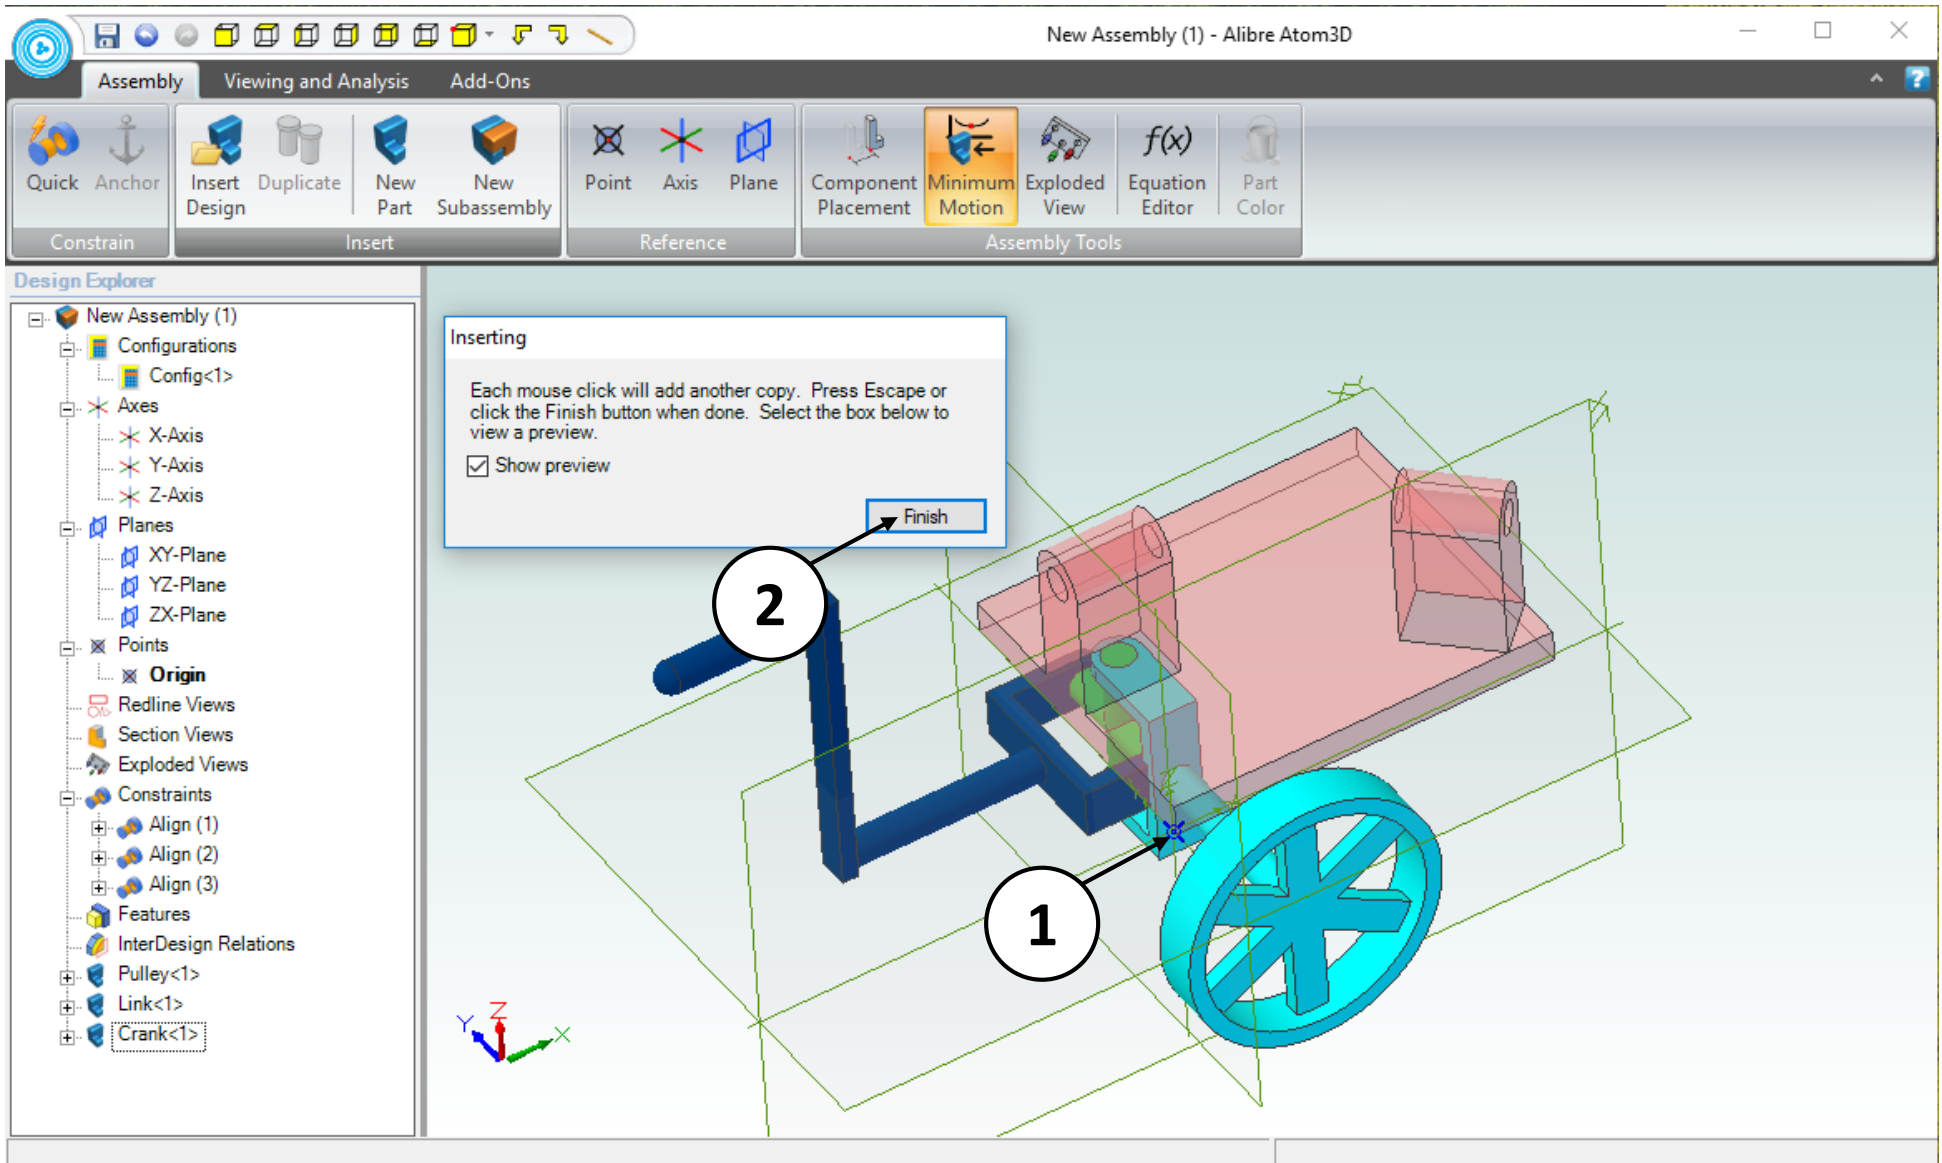 New Assembly (1) - Alibre Atom3D
Assembly Viewing and Analysis Add-Ons
?
Quick Anchor Insert Design Duplicate New Part New Subassembly Point Axis Plane Component Placement Minimum Motion Exploded View f(x) Equation Editor Part Color
Constrain Insert Reference Assembly Tools
Design Explorer
New Assembly (1)
Configurations
Config<1>
Axes
X-Axis
Y-Axis
Z-Axis
Planes
XY-Plane
YZ-Plane
ZX-Plane
Points
Origin
Redline Views
Section Views
Exploded Views
Constraints
Align (1)
Align (2)
Align (3)
Features
InterDesign Relations
Pulley<1>
Link<1>
Crank<1>
Inserting
Each mouse click will add another copy. Press Escape or
click the Finish button when done. Select the box below to
view a preview.
Show preview
Finish
2
1
Z
Y
X